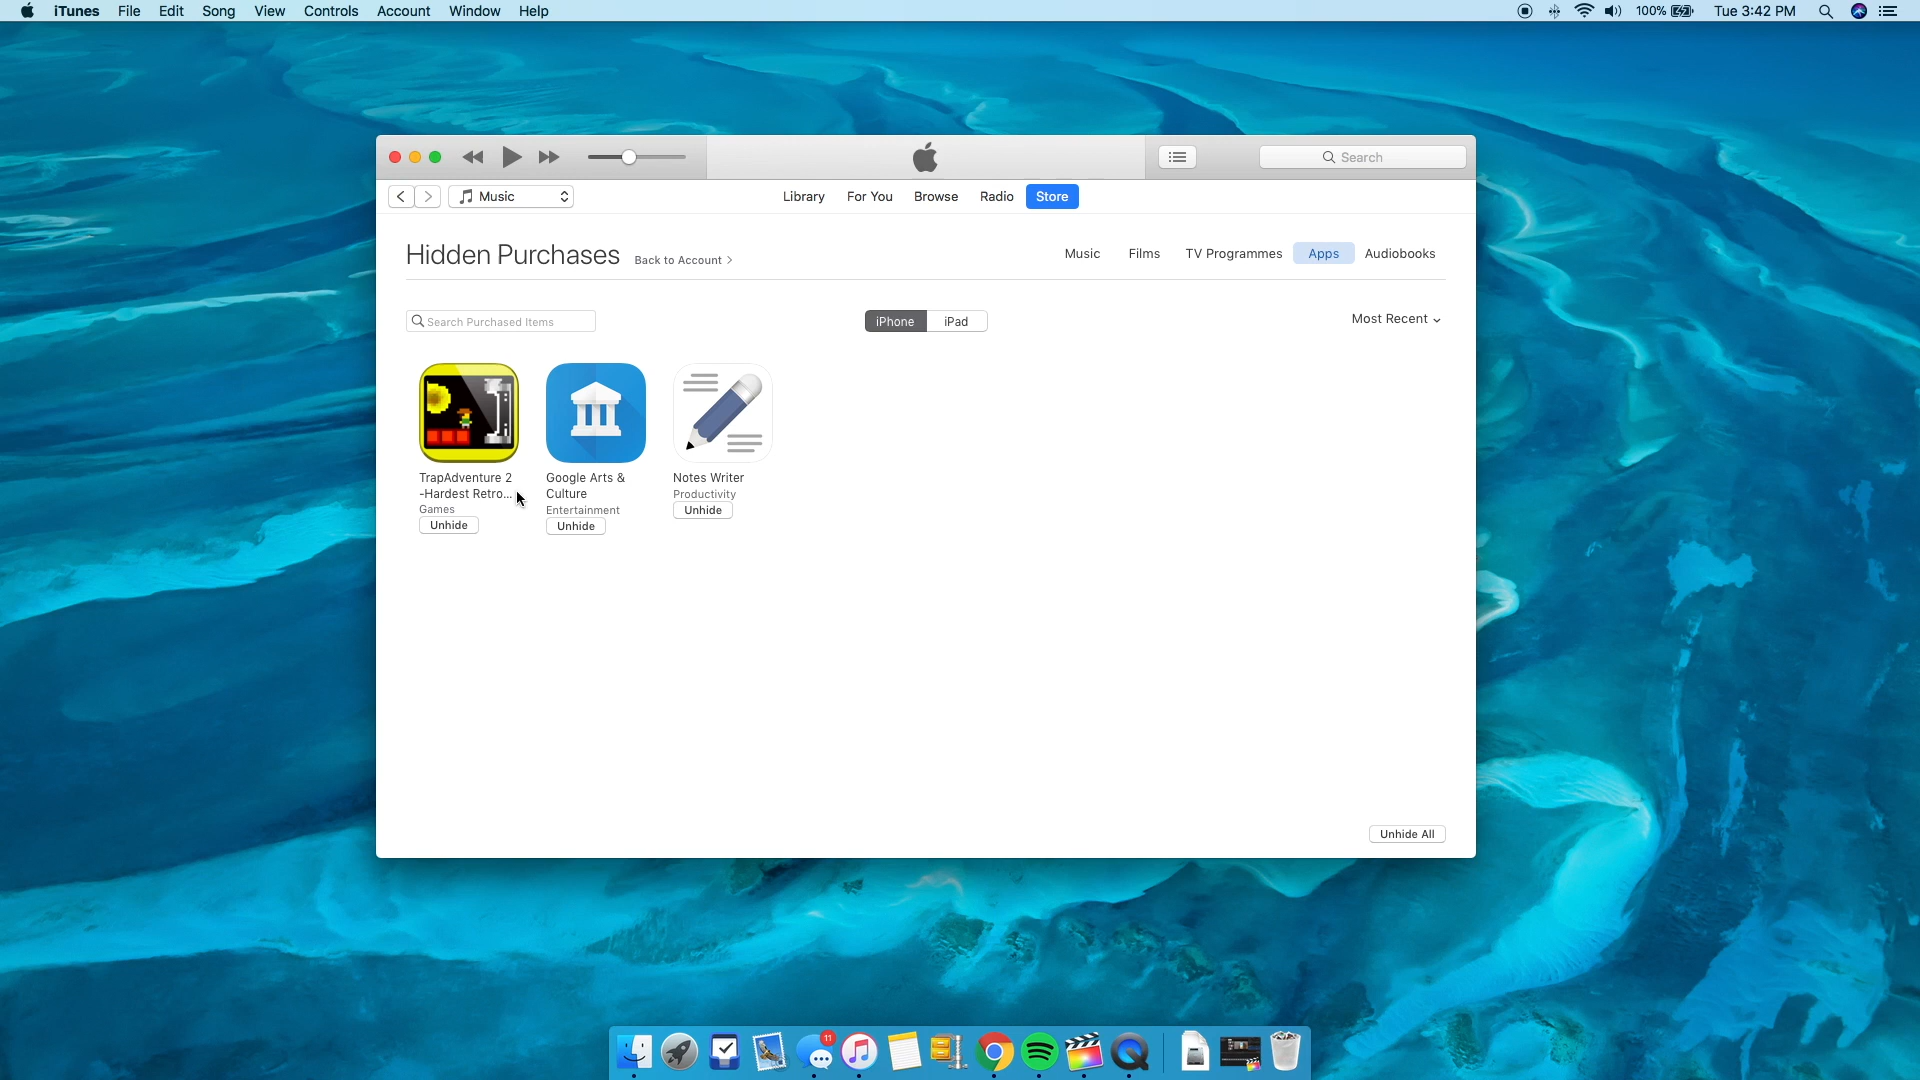 iTunes File Edit Song View Controls Account Window Help 100% Tue 3:42 PM
Search
Music Library For You Browse Radio Store
Hidden Purchases Back to Account > Music Films TV Programmes Apps Audiobooks
Search Purchased Items iPhone iPad Most Recent
TrapAdventure 2
-Hardest Retro...
Games
Unhide
Google Arts &
Culture
Entertainment
Unhide
Notes Writer
Productivity
Unhide
Unhide All
11